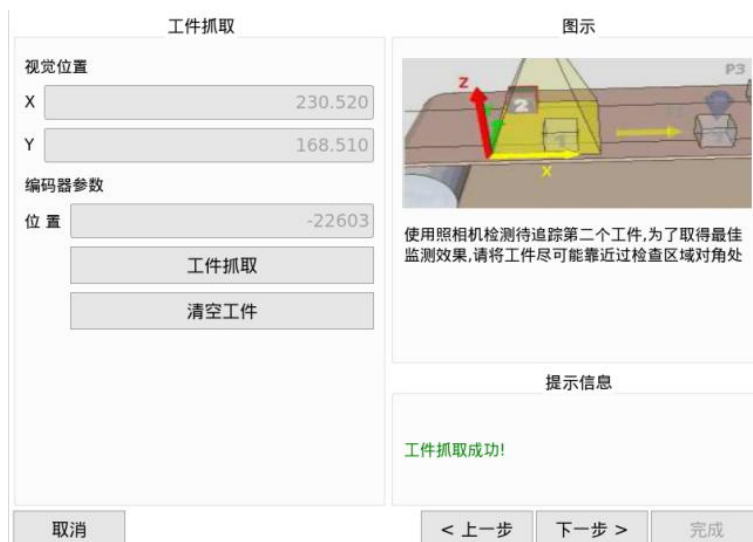 工件抓取
视觉位置
X 230.520
Y 168.510
编码器参数
位 置 -22603
工件抓取
清空工件
图示
P3
Z
2
1
X
使用照相机检测待追踪第二个工件,为了取得最佳
监测效果,请将工件尽可能靠近过检查区域对角处
提示信息
工件抓取成功!
取消
< 上一步
下一步 >
完成